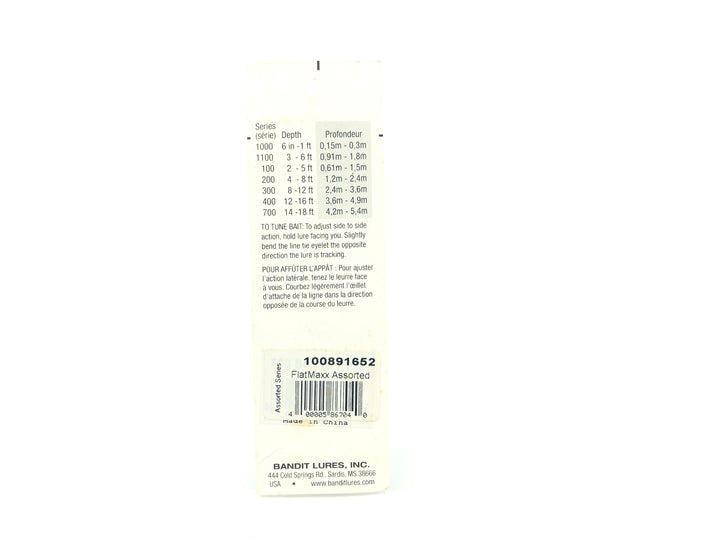 Series
(série) Depth Profondeur
1000 6 in -1 ft 0,15m - 0,3m
1100 3 - 6 ft 0,91m - 1,8m
100 2 - 5 ft 0,61m - 1,5m
200 4 - 8 ft 1,2m - 2,4m
300 8 -12 ft 2,4m - 3,6m
400 12 -16 ft 3,6m - 4,9m
700 14 -18 ft 4,2m - 5,4m
TO TUNE BAIT: To adjust side to side
action, hold lure facing you. Slightly
bend the line tie eyelet the opposite
direction the lure is tracking.
POUR AFFÛTER L'APPÂT : Pour ajuster
l'action latérale, tenez le leurre face
à vous. Courbez légèrement l'œillet
d'attache de la ligne dans la direction
opposée de la course du leurre.
100891652
FlatMaxx Assorted
Assorted Series
4 00005 86704 0
Made in China
BANDIT LURES, INC.
444 Cold Springs Rd. Sardis, MS 38666
USA • www.banditlures.com